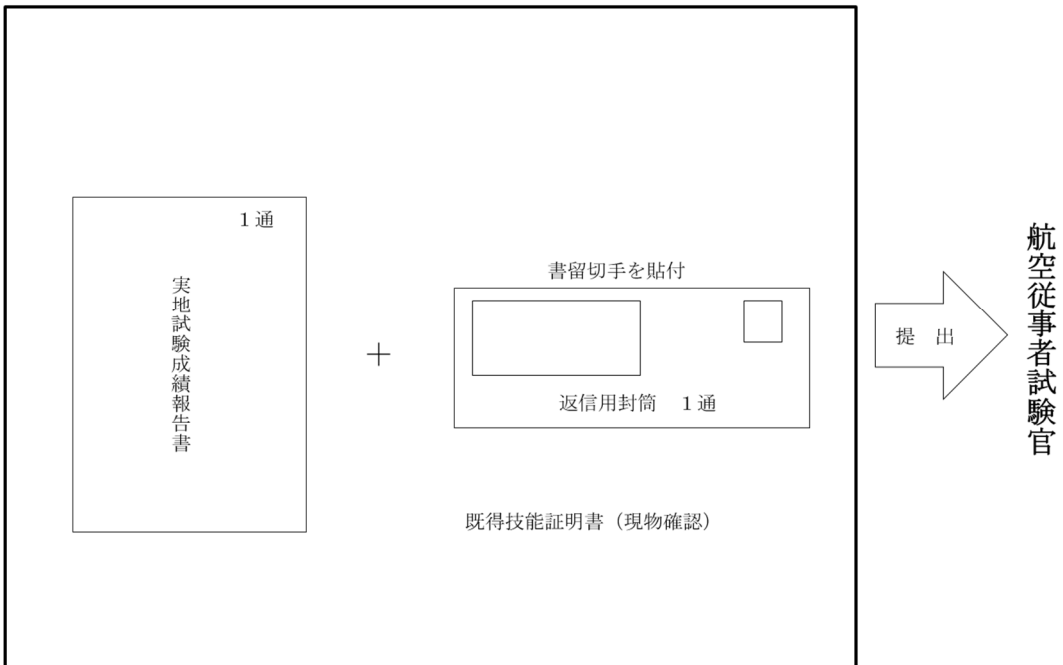 1通
実地試験成績報告書
＋
書留切手を貼付
返信用封筒　1通
既得技能証明書（現物確認）
提　出
航空従事者試験官